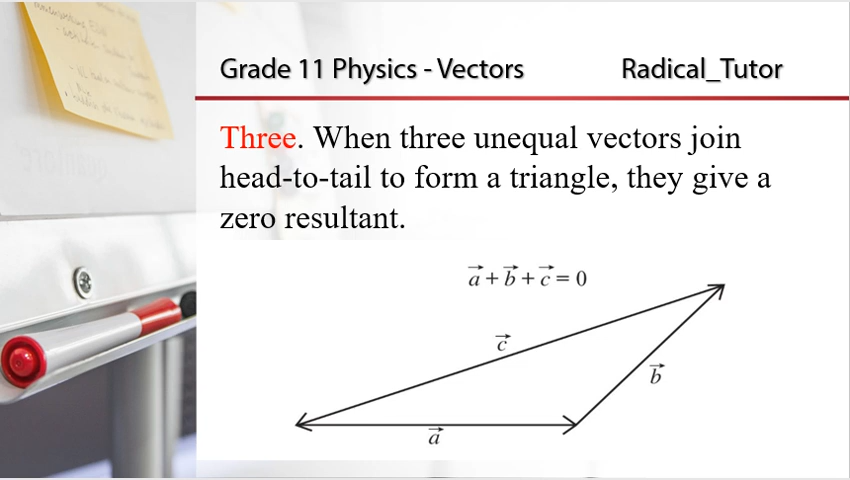 Grade 11 Physics - Vectors Radical_Tutor
Three. When three unequal vectors join
head-to-tail to form a triangle, they give a
zero resultant.
a⃗ + b⃗ + c⃗ = 0
c⃗
b⃗
a⃗